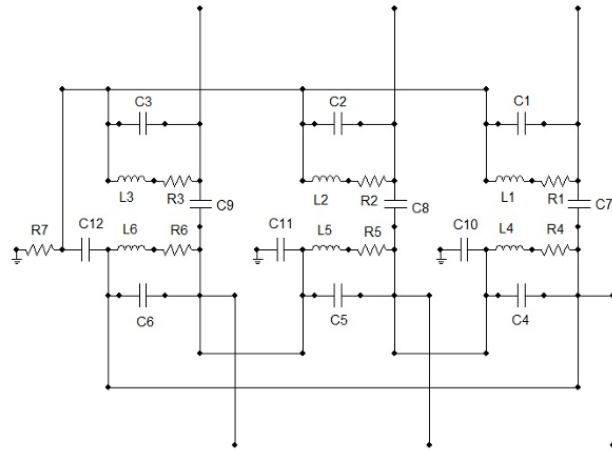 C3 C2 C1
L3 R3 L2 R2 L1 R1
C9 C8 C7
R7 C12 L6 R6 C11 L5 R5 C10 L4 R4
C6 C5 C4